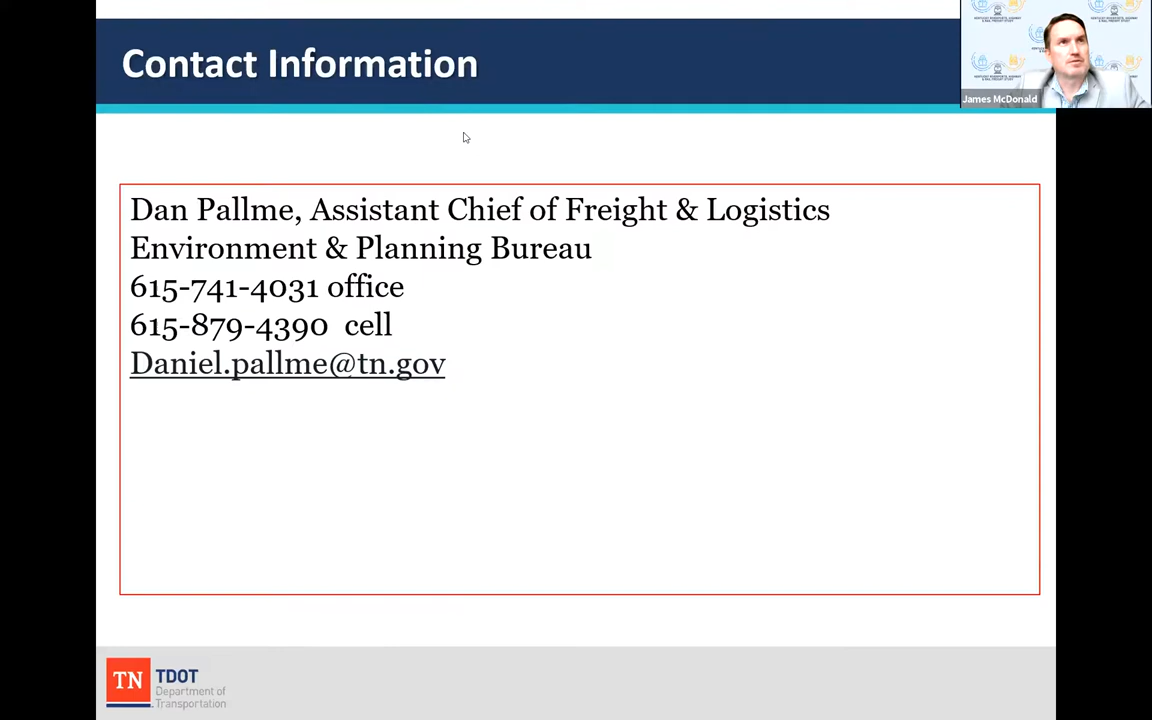 Contact Information
James McDonald
Dan Pallme, Assistant Chief of Freight & Logistics
Environment & Planning Bureau
615-741-4031 office
615-879-4390 cell
Daniel.pallme@tn.gov
TN
TDOT
Department of
Transportation